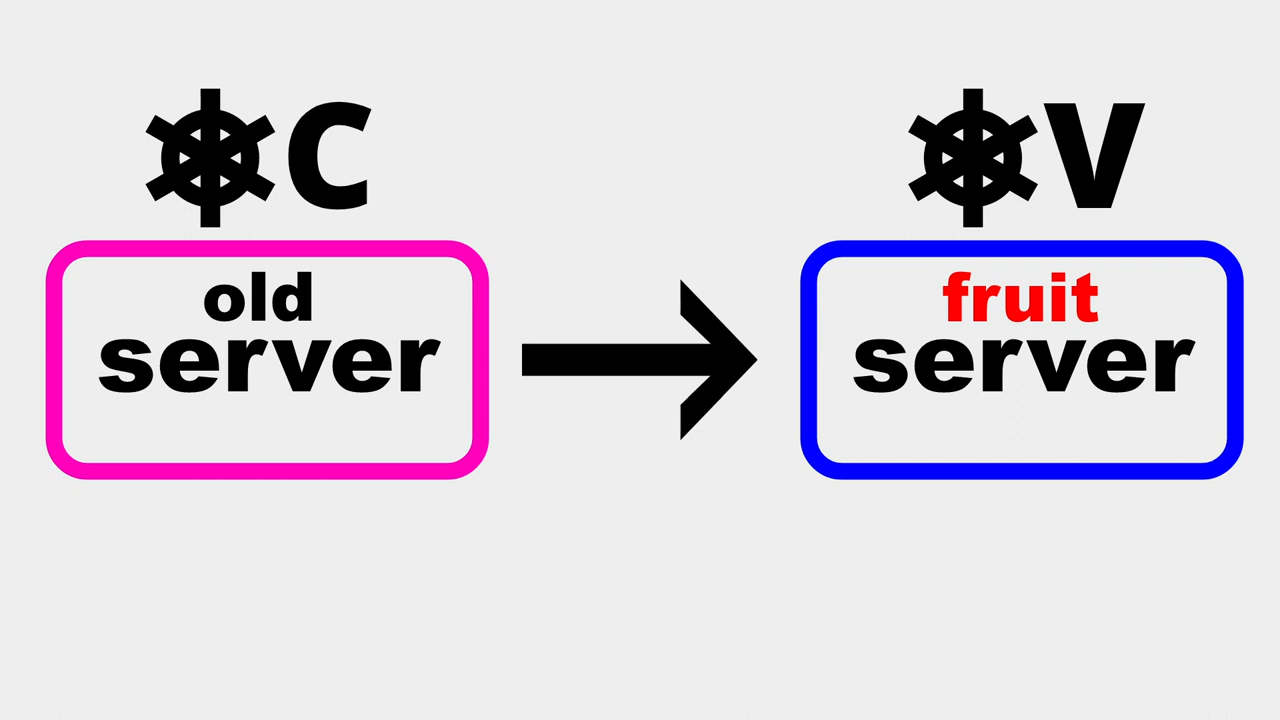 ⌘C ⌘V
old
server
fruit
server